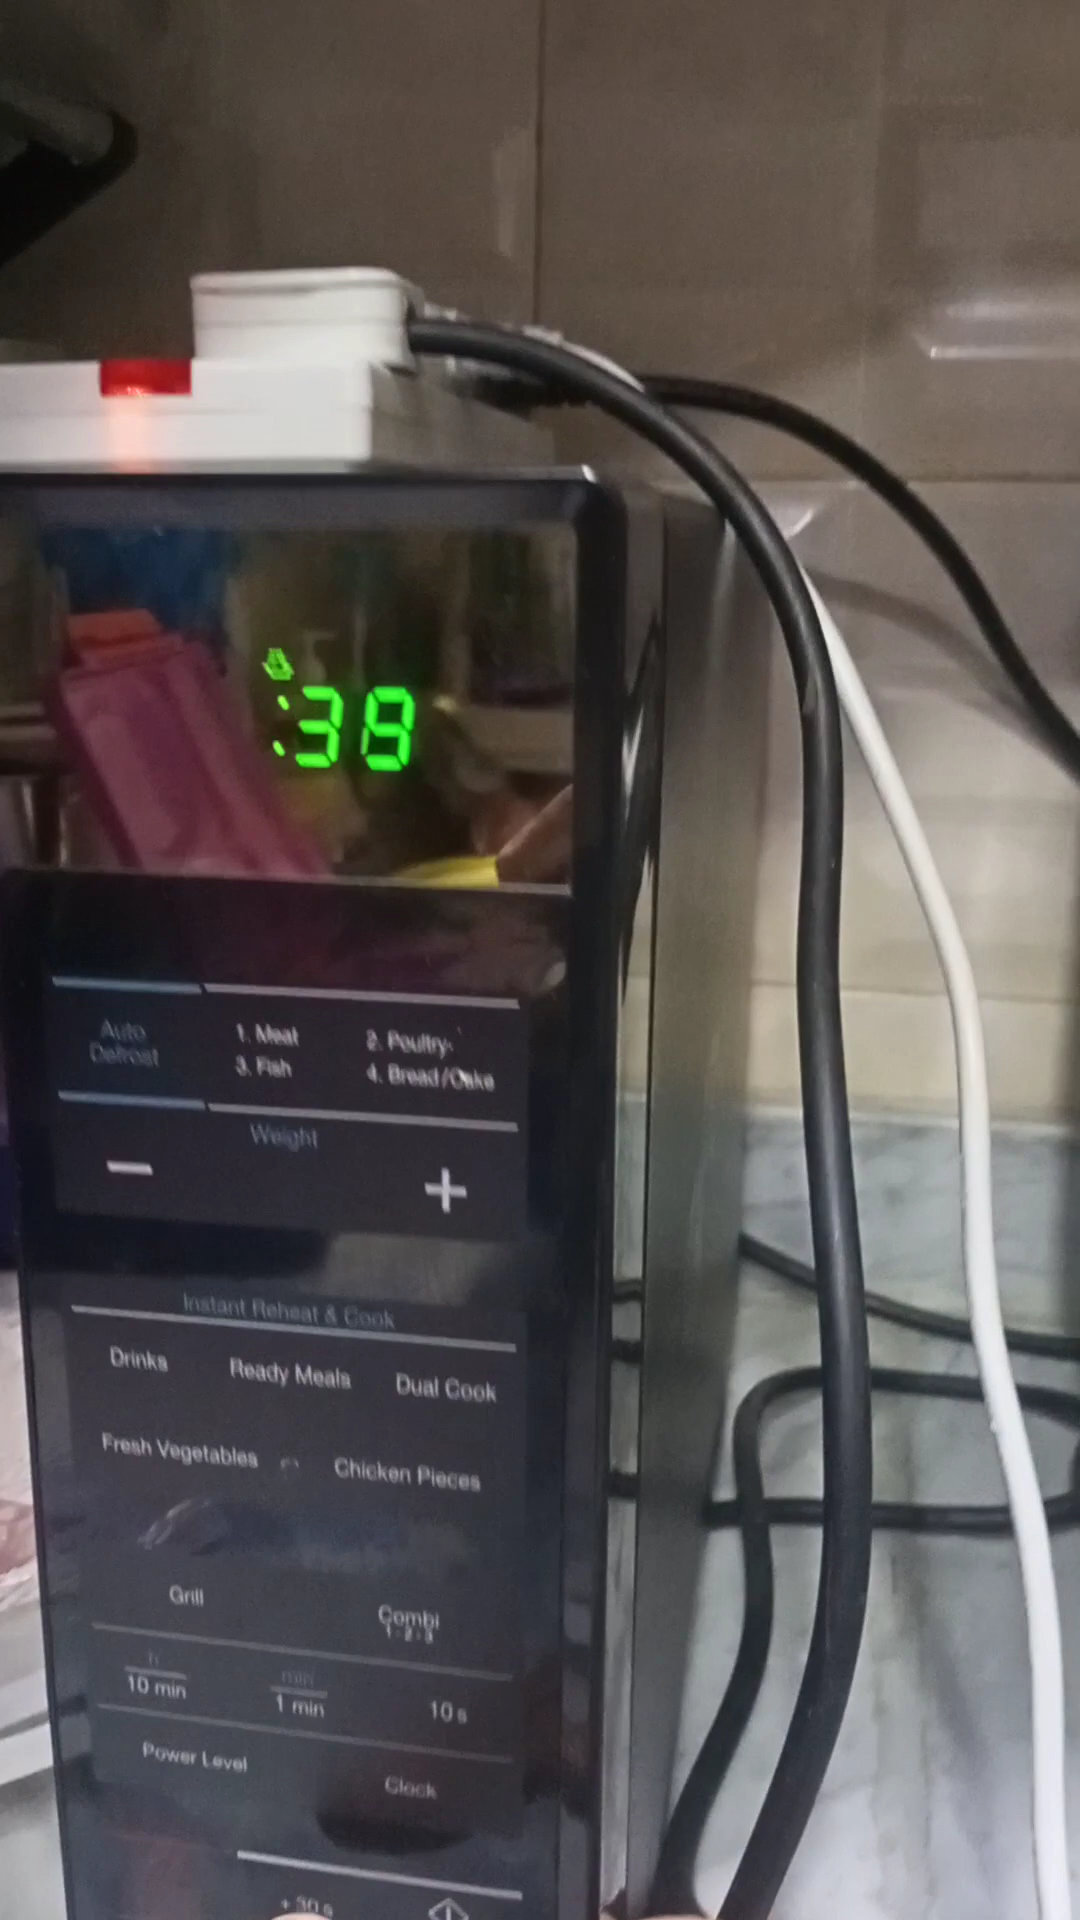 :39
Auto
Defrost
1. Meat
2. Poultry
3. Fish
4. Bread/Cake
Weight
− +
Instant Reheat & Cook
Drinks
Ready Meals
Dual Cook
Fresh Vegetables
Chicken Pieces
Grill
Combi
1-2-3
h
10 min
min
1 min
10 s
Power Level
Clock
+ 30 s